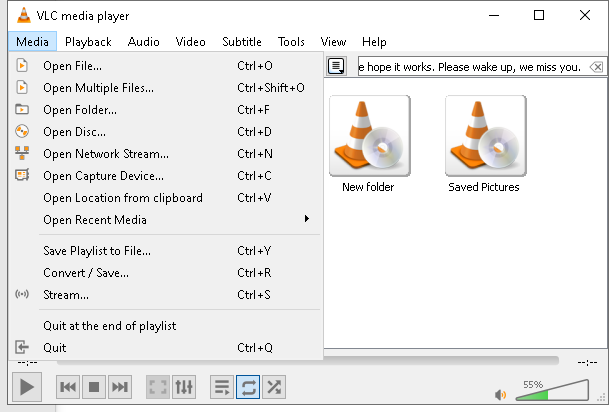 VLC media player
Media Playback Audio Video Subtitle Tools View Help
Open File... Ctrl+O
Open Multiple Files... Ctrl+Shift+O
Open Folder... Ctrl+F
Open Disc... Ctrl+D
Open Network Stream... Ctrl+N
Open Capture Device... Ctrl+C
Open Location from clipboard Ctrl+V
Open Recent Media
Save Playlist to File... Ctrl+Y
Convert / Save... Ctrl+R
Stream... Ctrl+S
Quit at the end of playlist
Quit Ctrl+Q
e hope it works. Please wake up, we miss you.
New folder Saved Pictures
--:-- --:--
55%